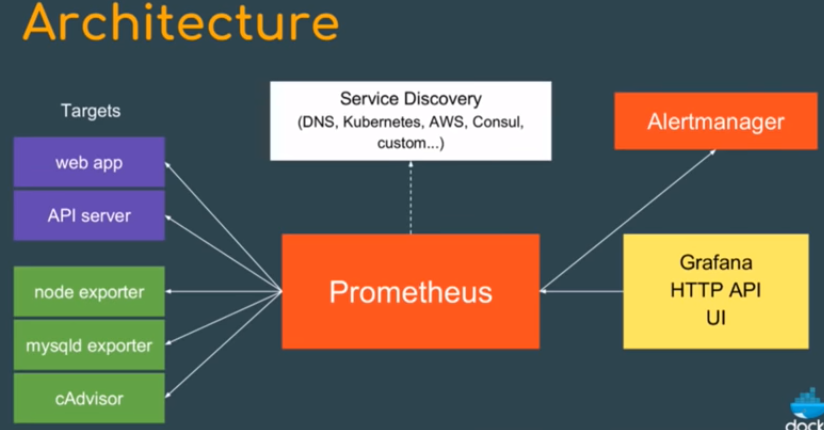 Architecture
Targets
web app
API server
node exporter
mysqld exporter
cAdvisor
Service Discovery
(DNS, Kubernetes, AWS, Consul,
custom...)
Prometheus
Alertmanager
Grafana
HTTP API
UI